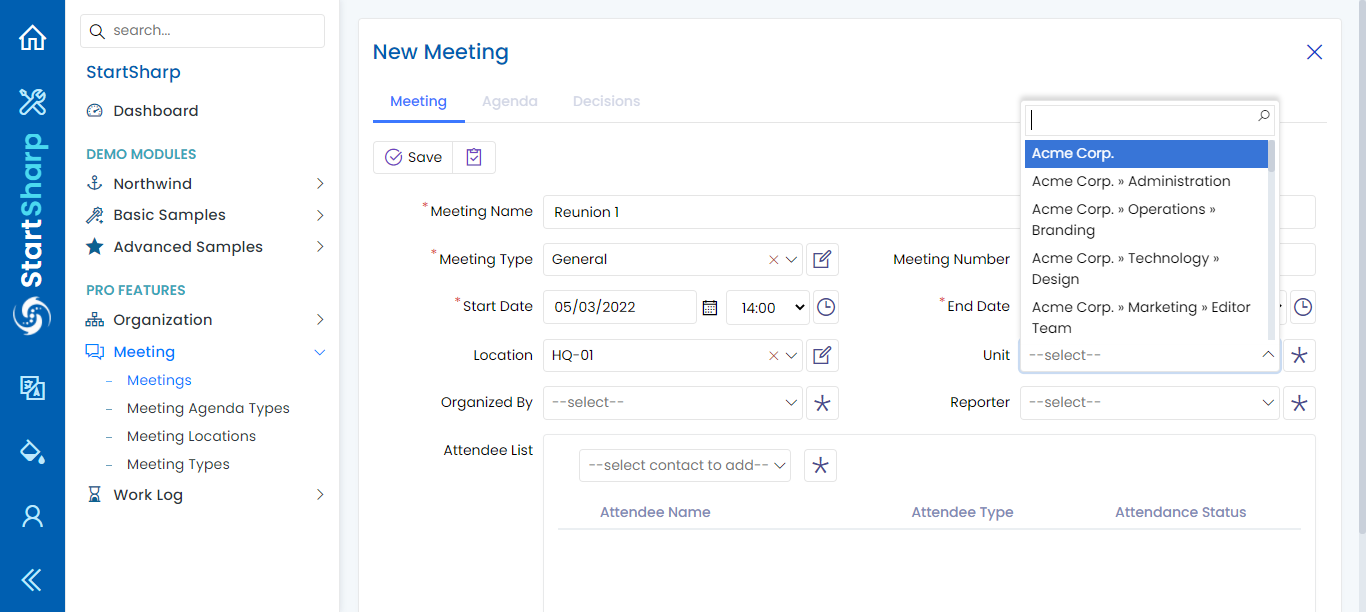 search...
StartSharp
Dashboard
DEMO MODULES
Northwind
Basic Samples
Advanced Samples
PRO FEATURES
Organization
Meeting
Meetings
Meeting Agenda Types
Meeting Locations
Meeting Types
Work Log
StartSharp
New Meeting
Meeting Agenda Decisions
Save
*Meeting Name Reunion 1
*Meeting Type General Meeting Number
*Start Date 05/03/2022 14:00 *End Date
Location HQ-01 Unit --select--
Organized By --select-- Reporter --select--
Attendee List
--select contact to add--
Attendee Name Attendee Type Attendance Status
Acme Corp.
Acme Corp. » Administration
Acme Corp. » Operations »
Branding
Acme Corp. » Technology »
Design
Acme Corp. » Marketing » Editor
Team